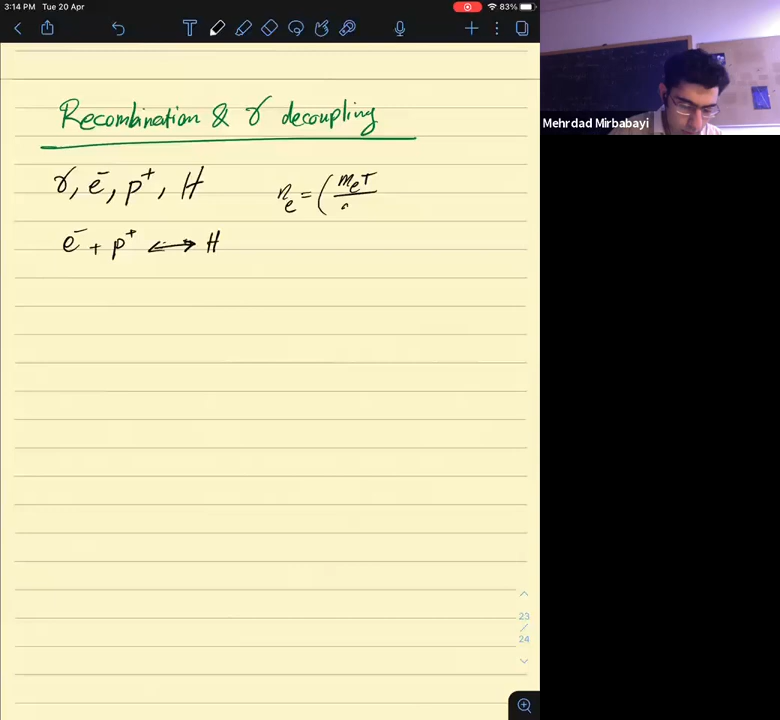 3:14 PM Tue 20 Apr
83%
Recombination & γ decoupling
γ, e⁻, p⁺, H
n_e = ( m_e T
e⁻ + p⁺ ⟷ H
Mehrdad Mirbabayi
23
/
24